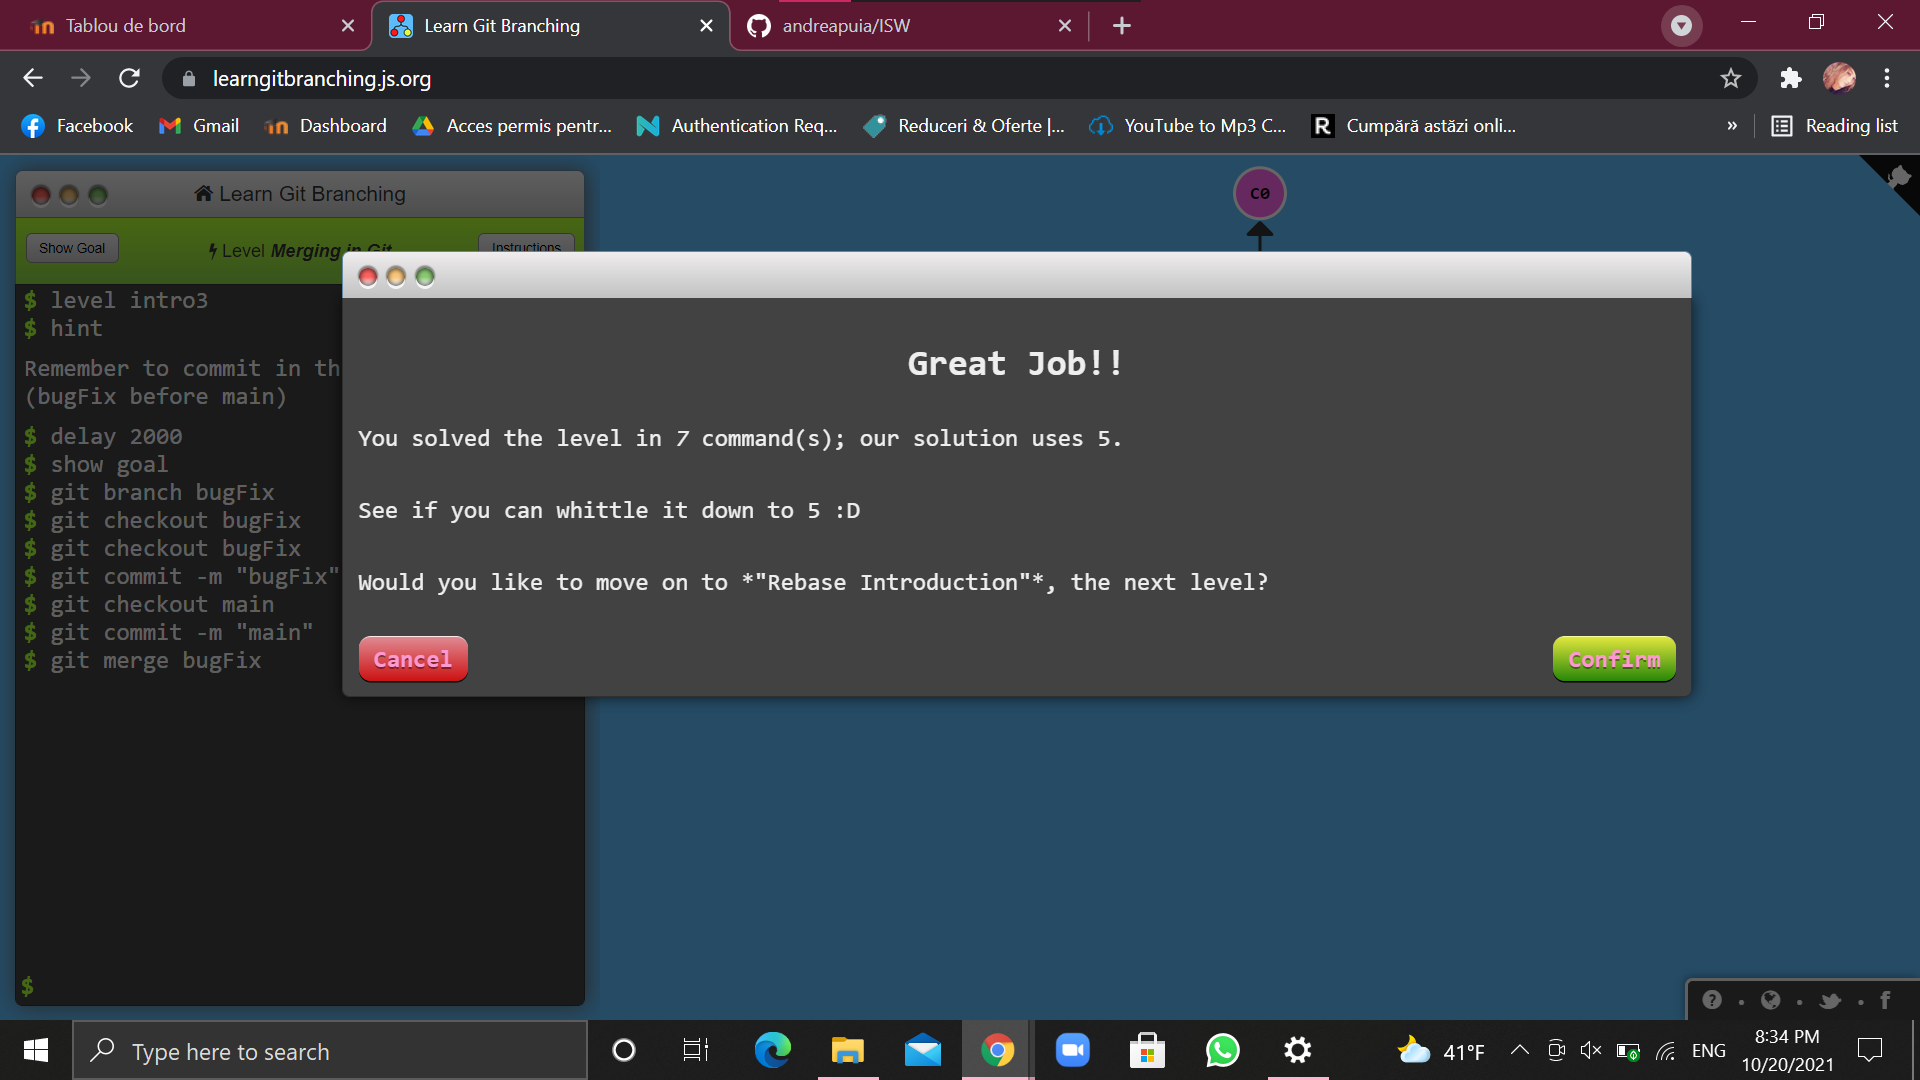 Tablou de bord
Learn Git Branching
andreapuia/ISW
learngitbranching.js.org
Facebook
Gmail
Dashboard
Acces permis pentr...
Authentication Req...
Reduceri & Oferte |...
YouTube to Mp3 C...
Cumpără astăzi onli...
»
Reading list
Learn Git Branching
C0
Show Goal
Level Merging in Git
Instructions
$ level intro3
$ hint
Remember to commit in th
(bugFix before main)
$ delay 2000
$ show goal
$ git branch bugFix
$ git checkout bugFix
$ git checkout bugFix
$ git commit -m "bugFix"
$ git checkout main
$ git commit -m "main"
$ git merge bugFix
$
Great Job!!
You solved the level in 7 command(s); our solution uses 5.
See if you can whittle it down to 5 :D
Would you like to move on to *"Rebase Introduction"*, the next level?
Cancel
Confirm
Type here to search
41°F
ENG
8:34 PM
10/20/2021